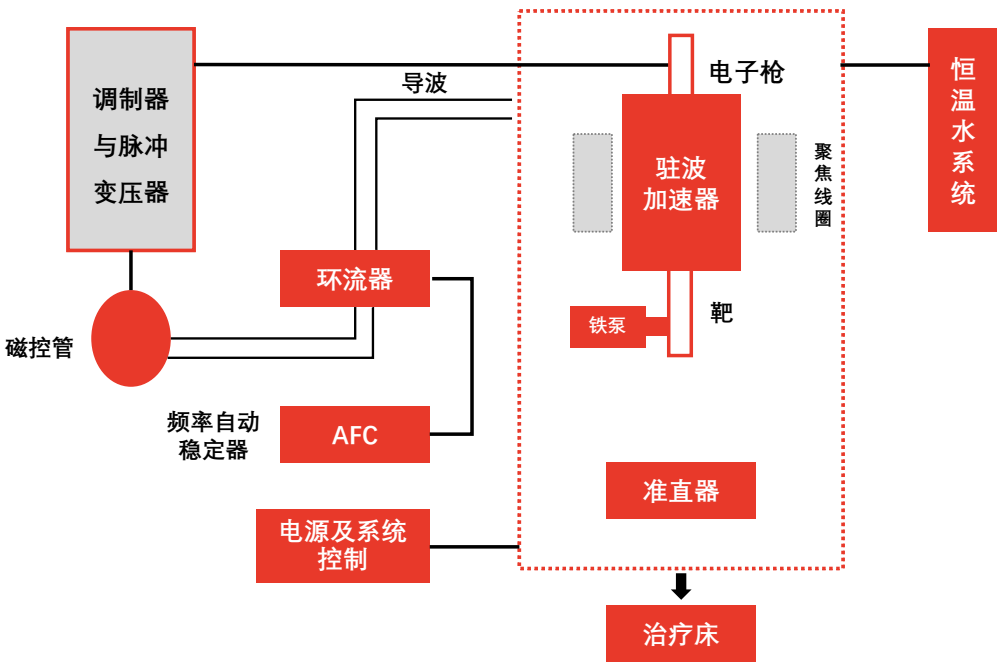 调制器
与脉冲
变压器
导波
电子枪
恒
温
水
系
统
驻波
加速器
聚
焦
线
圈
环流器
铁泵
靶
磁控管
频率自动
稳定器
AFC
准直器
电源及系统
控制
治疗床